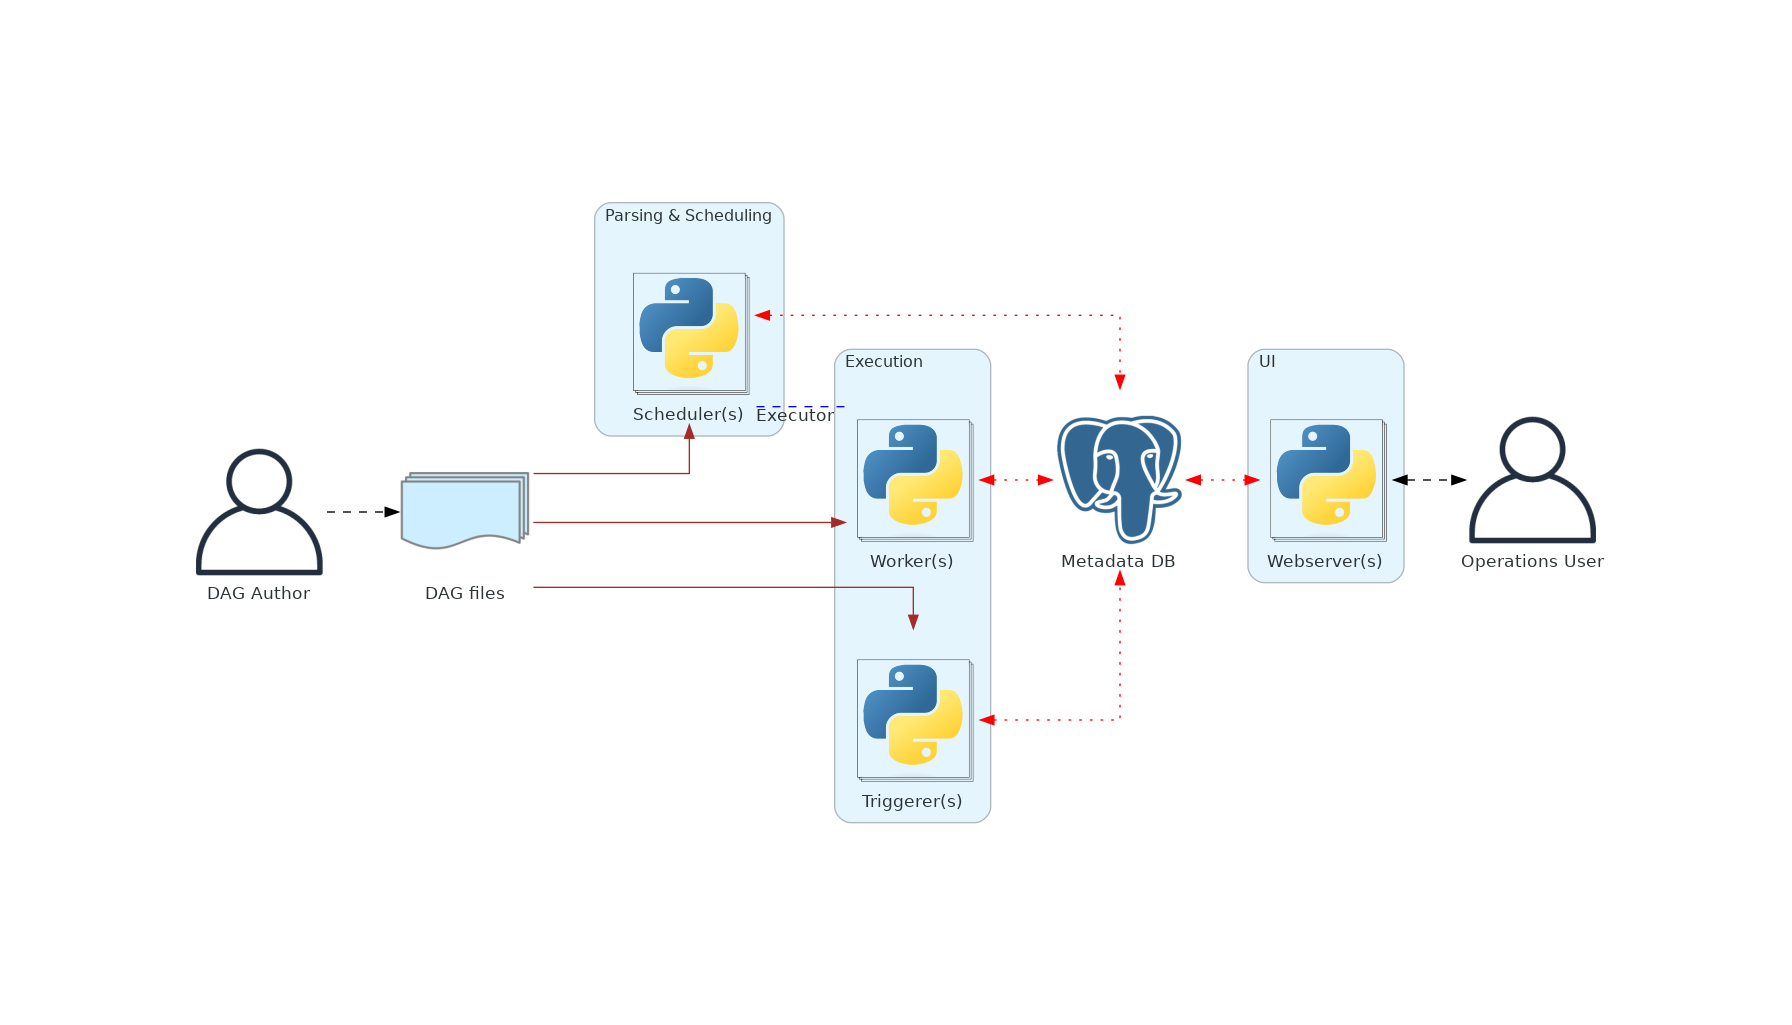 Parsing & Scheduling
Scheduler(s)
Executor
Execution
UI
Worker(s)
Metadata DB
Webserver(s)
Operations User
DAG Author
DAG files
Triggerer(s)